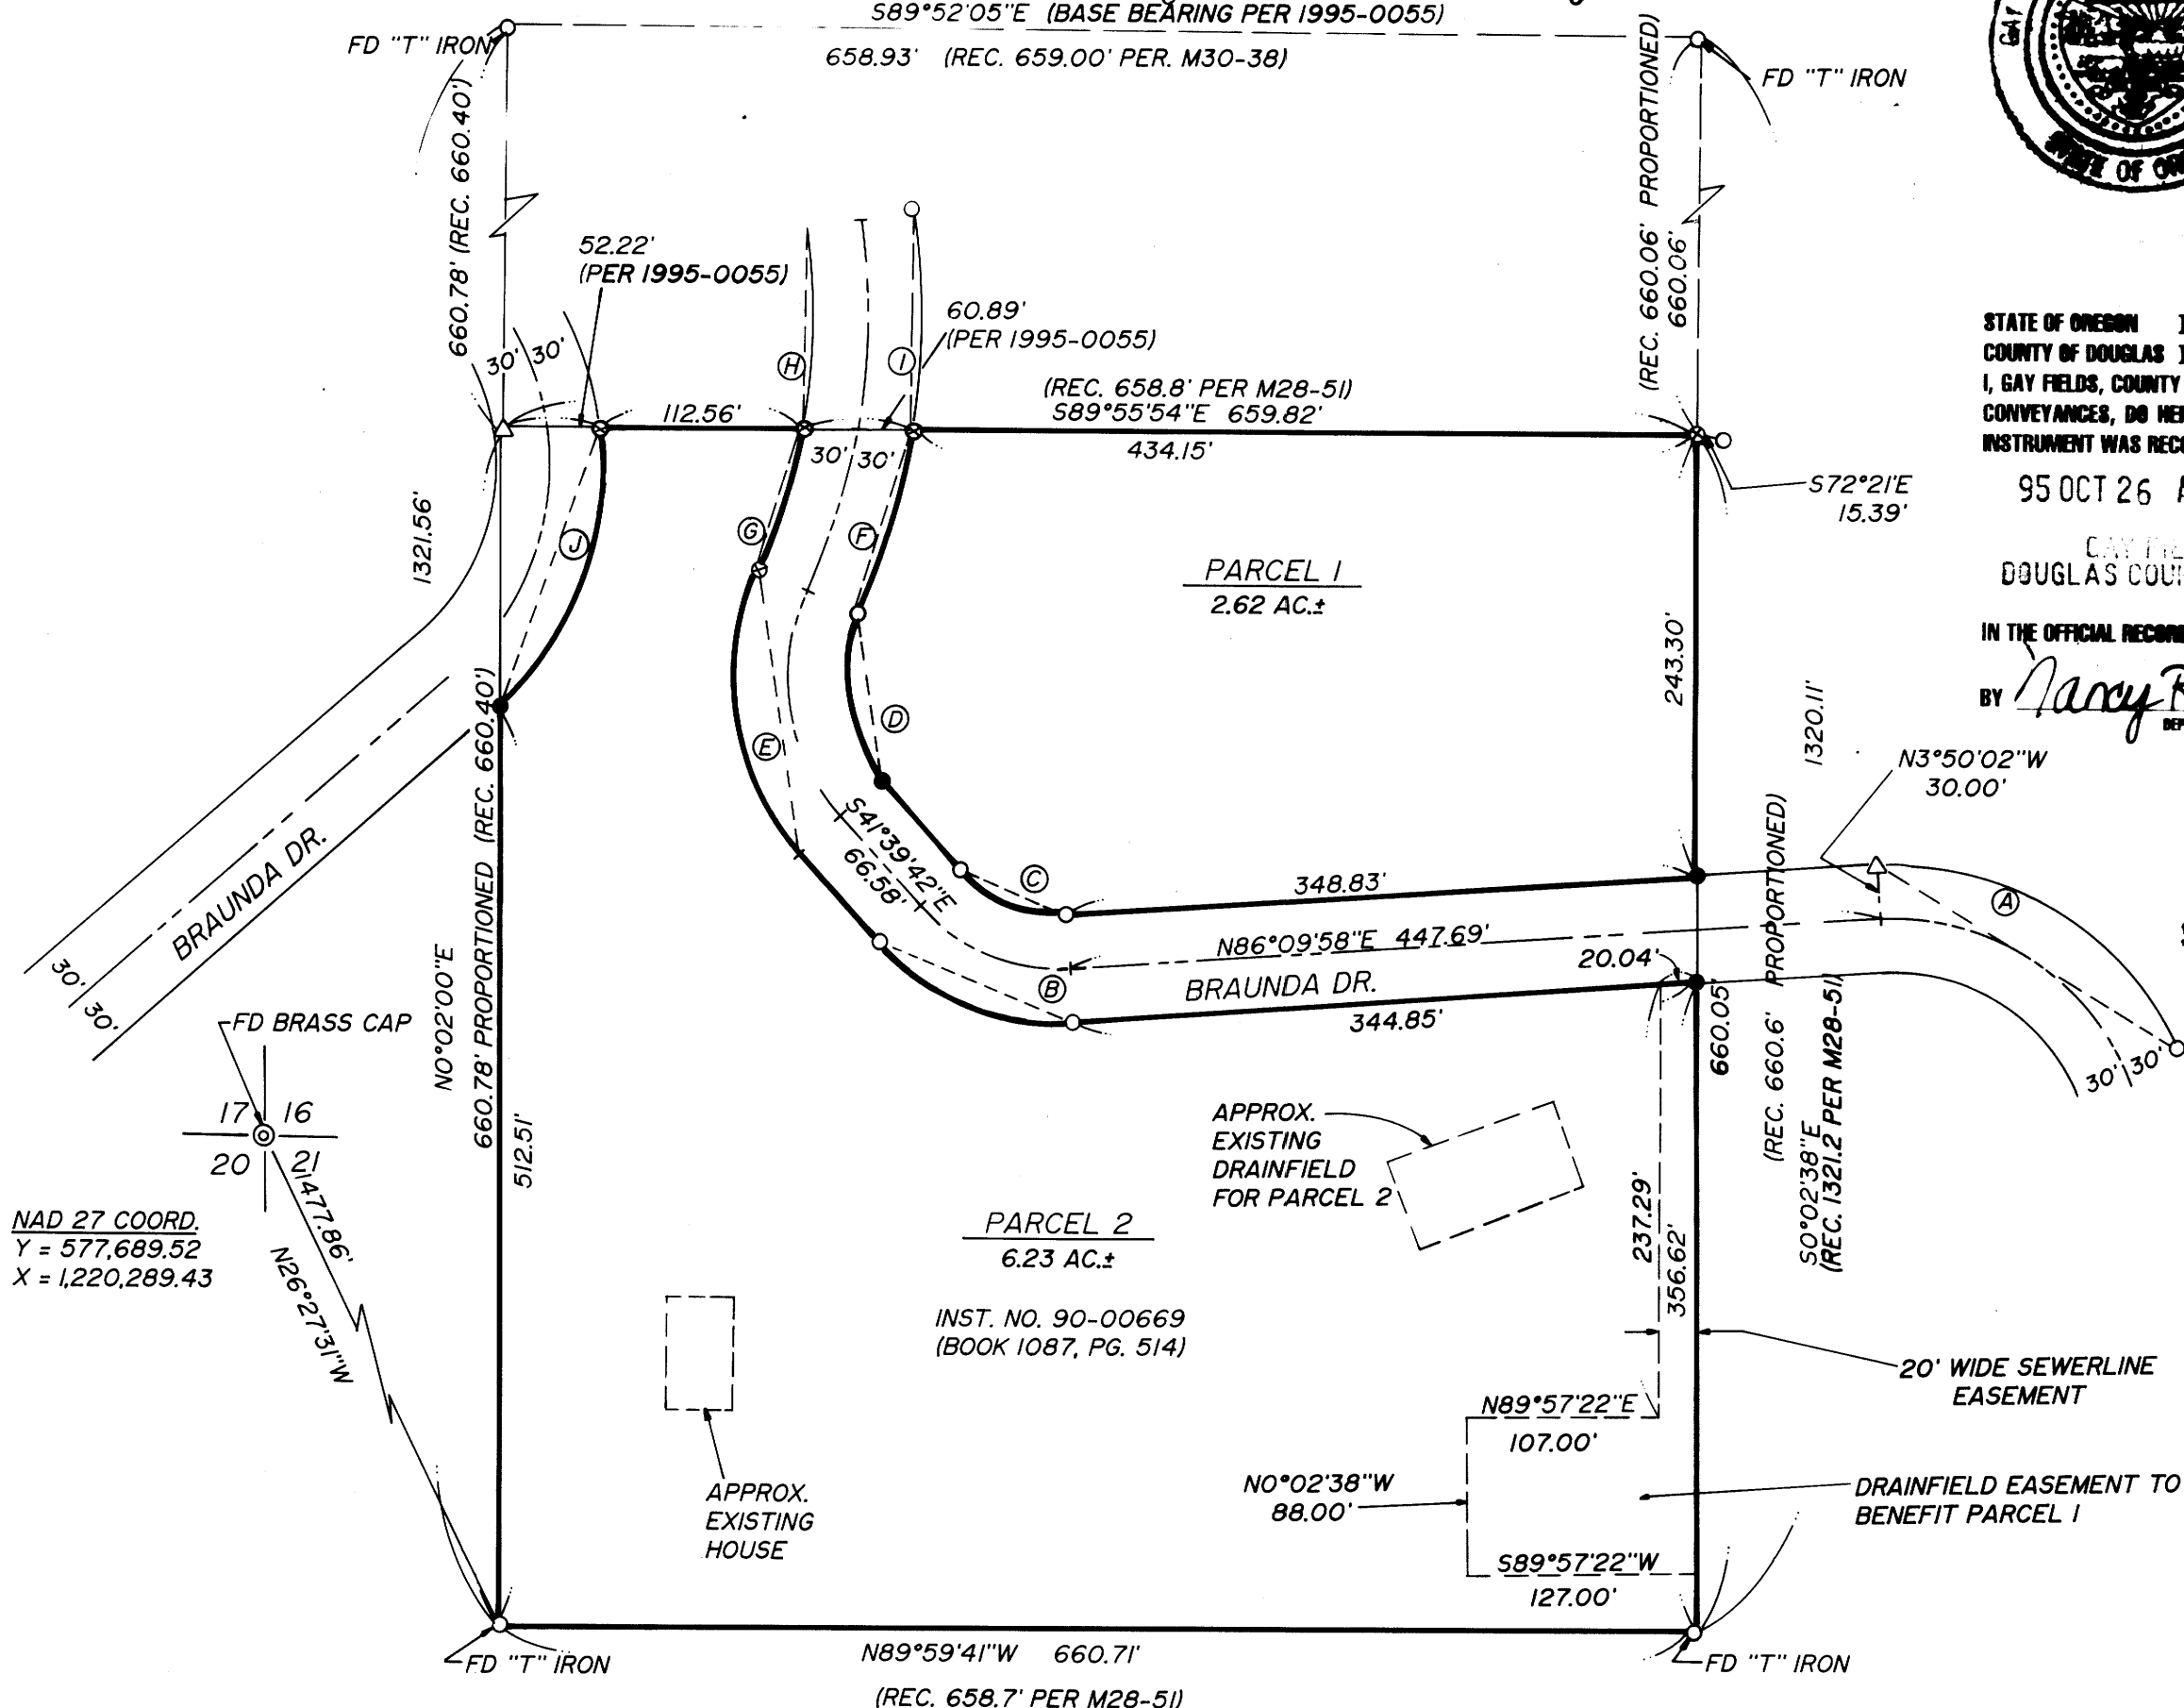 S89°52'05"E (BASE BEARING PER 1995-0055)
658.93' (REC. 659.00' PER. M30-38)
FD "T" IRON
FD "T" IRON
660.78' (REC. 660.40')
(REC. 660.06' PROPORTIONED)
660.06'
STATE OF OREGON
COUNTY OF DOUGLAS
I, GAY FIELDS, COUNTY
CONVEYANCES, DO
INSTRUMENT WAS
95 OCT 26
DOUGLAS
IN THE OFFICIAL
BY Nancy
52.22'
(PER 1995-0055)
60.89'
(PER 1995-0055)
30' 30'
H
I
(REC. 658.8' PER M28-51)
S89°55'54"E 659.82'
112.56'
30' 30'
434.15'
S72°21'E
15.39'
1321.56'
J
G
F
PARCEL 1
2.62 AC.±
243.30'
1320.11'
D
E
N3°50'02"W
30.00'
S41°39'42"E
66.58'
C
348.83'
A
BRAUNDA DR.
30' 30'
N86°09'58"E 447.69'
20.04'
B
BRAUNDA DR.
344.85'
30' 30'
N0°02'00"E
660.78' PROPORTIONED (REC. 660.40')
512.51'
660.05'
(REC. 660.6' PROPORTIONED)
S0°02'38"E
(REC. 1321.2 PER M28-51)
FD BRASS CAP
17 16
20 21
1477.86'
N26°27'31"W
NAD 27 COORD.
Y = 577,689.52
X = 1,220,289.43
APPROX.
EXISTING
DRAINFIELD
FOR PARCEL 2
237.29'
356.62'
PARCEL 2
6.23 AC.±
INST. NO. 90-00669
(BOOK 1087, PG. 514)
20' WIDE SEWERLINE
EASEMENT
N89°57'22"E
107.00'
N0°02'38"W
88.00'
DRAINFIELD EASEMENT TO
BENEFIT PARCEL 1
S89°57'22"W
127.00'
APPROX.
EXISTING
HOUSE
FD "T" IRON
N89°59'41"W 660.71'
FD "T" IRON
(REC. 658.7' PER M28-51)